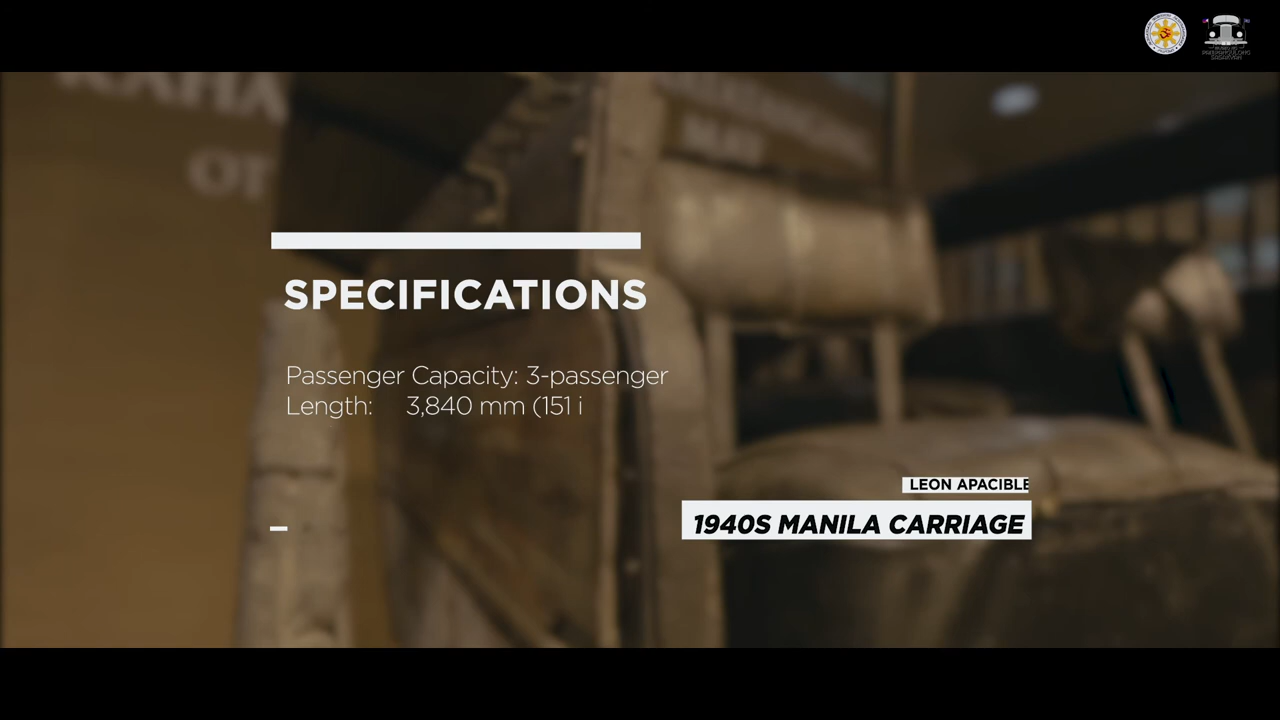 SPECIFICATIONS
Passenger Capacity: 3-passenger
Length: 3,840 mm (151 i
LEON APACIBLE
1940S MANILA CARRIAGE